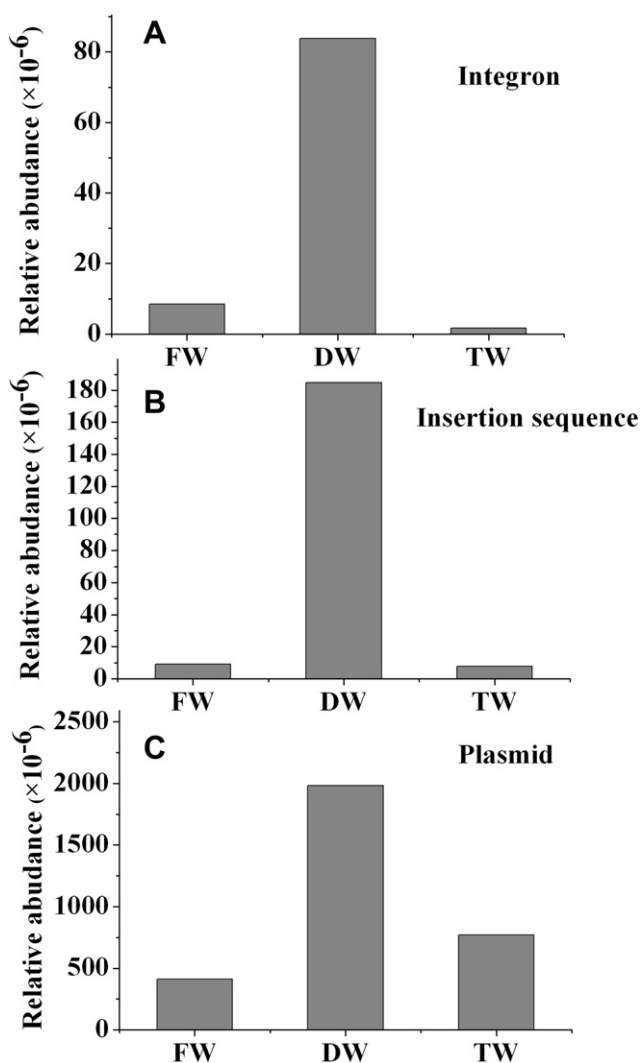 A
Integron
Relative abudance (×10-6)
80
60
40
20
0
FW DW TW
B
Insertion sequence
Relative abudance (×10-6)
180
160
140
120
100
80
60
40
20
0
FW DW TW
C
Plasmid
Relative abudance (×10-6)
2500
2000
1500
1000
500
0
FW DW TW